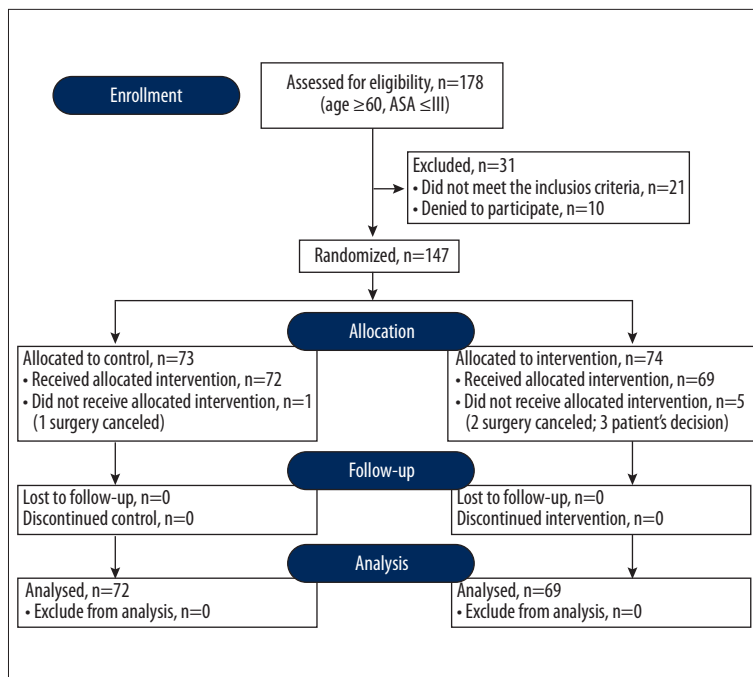 Enrollment
Assessed for eligibility, n=178
(age ≥60, ASA ≤III)
Excluded, n=31
• Did not meet the inclusios criteria, n=21
• Denied to participate, n=10
Randomized, n=147
Allocation
Allocated to control, n=73
• Received allocated intervention, n=72
• Did not receive allocated intervention, n=1
(1 surgery canceled)
Allocated to intervention, n=74
• Received allocated intervention, n=69
• Did not receive allocated intervention, n=5
(2 surgery canceled; 3 patient's decision)
Follow-up
Lost to follow-up, n=0
Discontinued control, n=0
Lost to follow-up, n=0
Discontinued intervention, n=0
Analysis
Analysed, n=72
• Exclude from analysis, n=0
Analysed, n=69
• Exclude from analysis, n=0